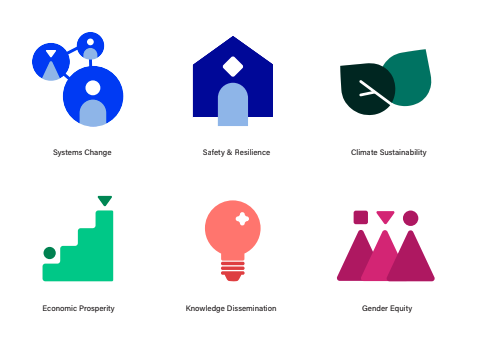 Systems Change
Safety & Resilience
Climate Sustainability
Economic Prosperity
Knowledge Dissemination
Gender Equity